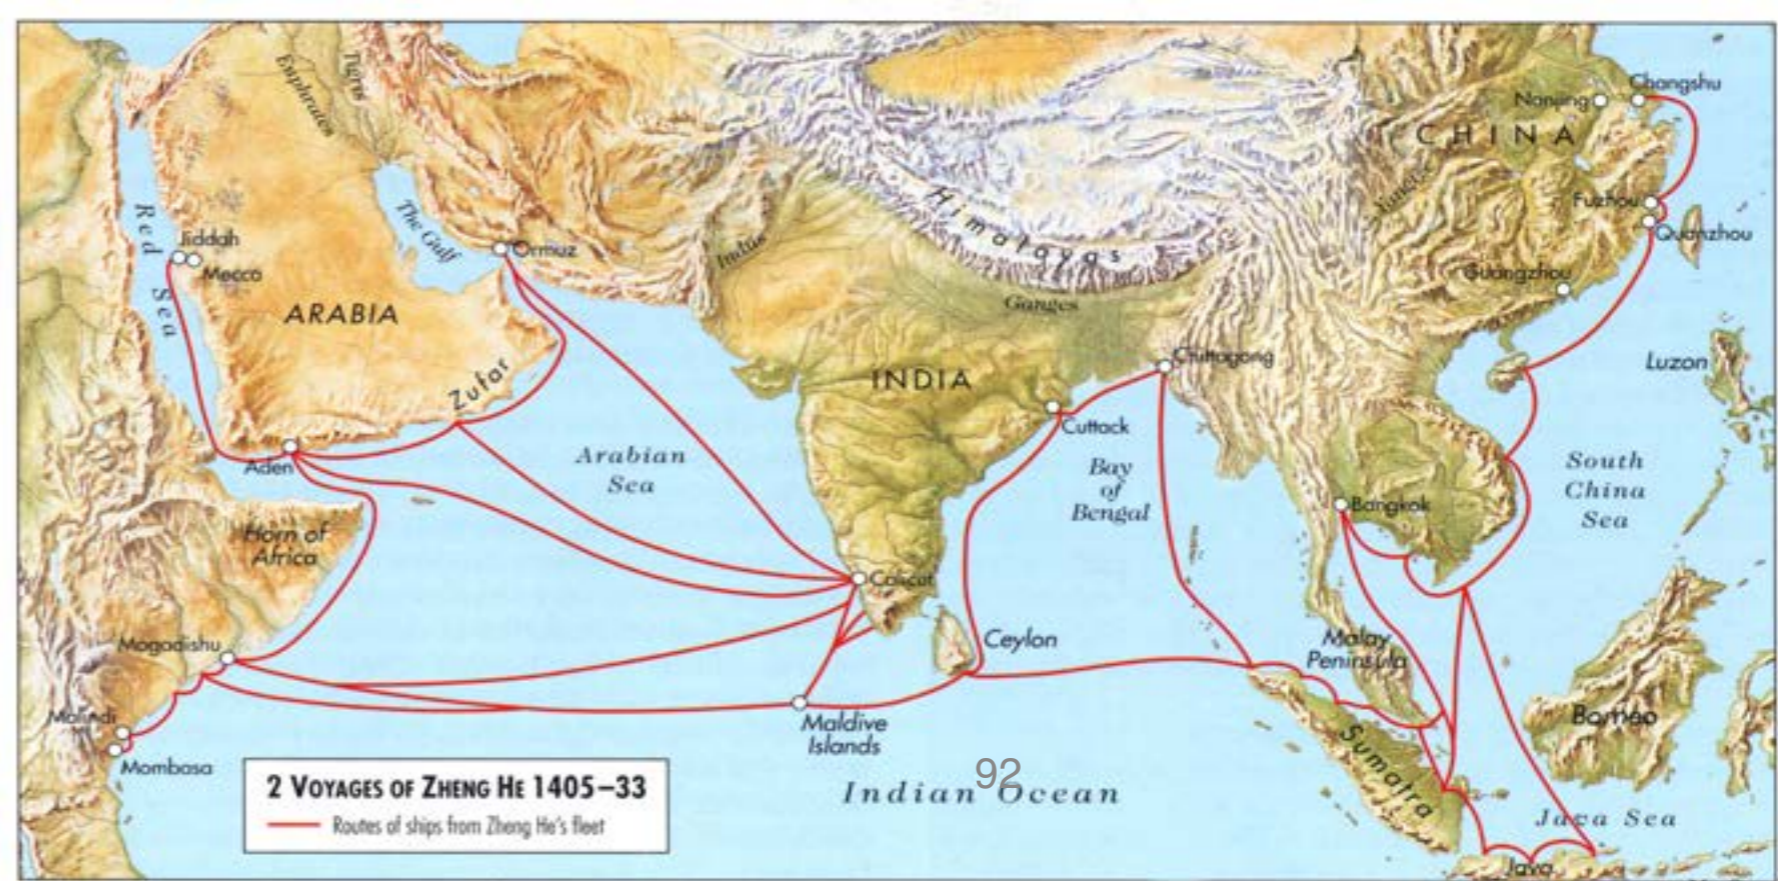 Euphrates
Tigris
Changshu
Nanjing
CHINA
Yangtze
Fuzhou
Quanzhou
Guangzhou
Himalayas
Indus
Ganges
Red Sea
Jiddah
Mecca
The Gulf
Ormuz
ARABIA
Zufar
Aden
Arabian
Sea
INDIA
Chittagong
Cuttack
Bay
of
Bengal
Luzon
South
China
Sea
Bangkok
Horn of
Africa
Calicut
Ceylon
Mogadishu
Malay
Peninsula
Malindi
Mombasa
Maldive
Islands
Borneo
Sumatra
92
Indian Ocean
Java Sea
Java
2 VOYAGES OF ZHENG HE 1405–33
Routes of ships from Zheng He's fleet